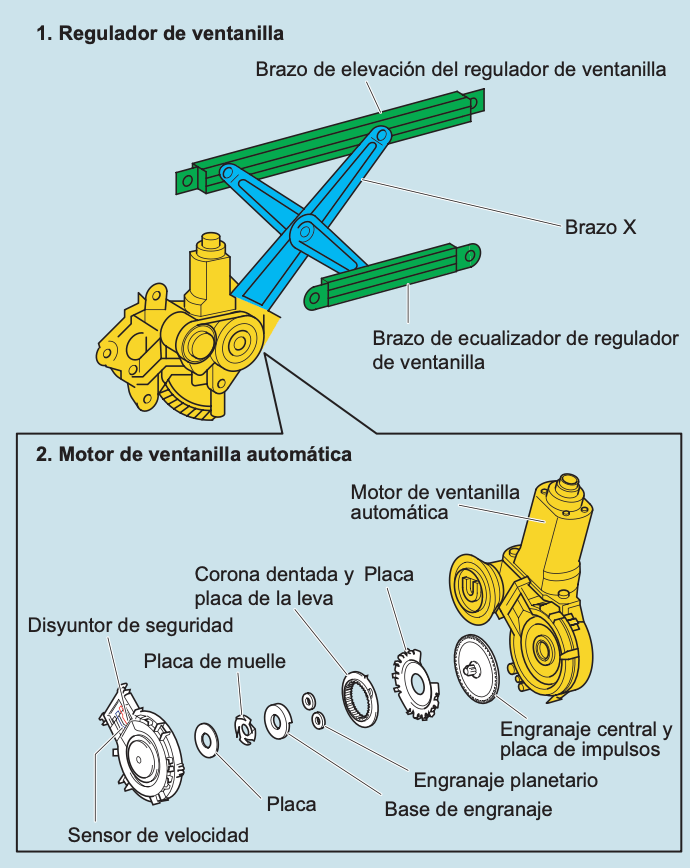 1. Regulador de ventanilla
Brazo de elevación del regulador de ventanilla
Brazo X
Brazo de ecualizador de regulador
de ventanilla
2. Motor de ventanilla automática
Motor de ventanilla
automática
Corona dentada y
placa de la leva
Placa
Disyuntor de seguridad
Placa de muelle
Engranaje central y
placa de impulsos
Engranaje planetario
Placa
Base de engranaje
Sensor de velocidad